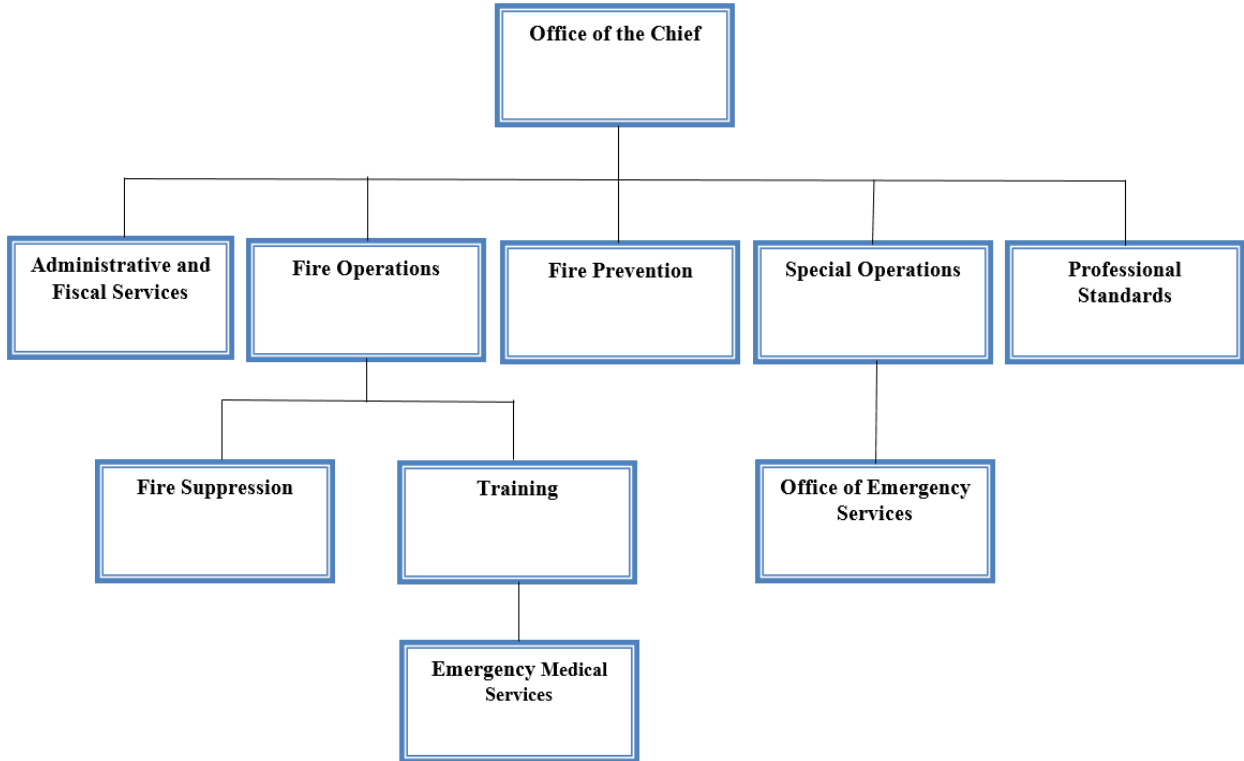 Office of the Chief
Administrative and
Fiscal Services
Fire Operations
Fire Prevention
Special Operations
Professional
Standards
Fire Suppression
Training
Office of Emergency
Services
Emergency Medical
Services